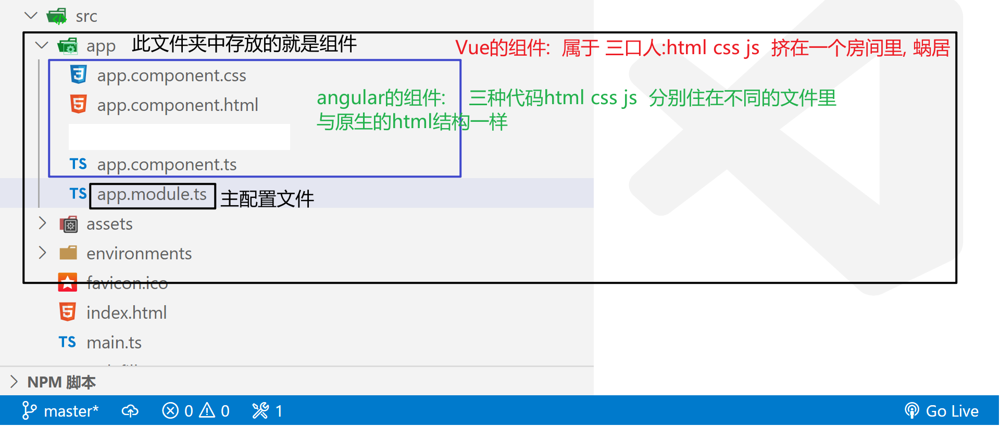 src
app 此文件夹中存放的就是组件
Vue的组件: 属于 三口人:html css js 挤在一个房间里, 蜗居
app.component.css
angular的组件: 三种代码html css js 分别住在不同的文件里
app.component.html
与原生的html结构一样
TS app.component.ts
TS app.module.ts 主配置文件
assets
environments
favicon.ico
index.html
TS main.ts
NPM 脚本
master* 0 0 1 Go Live